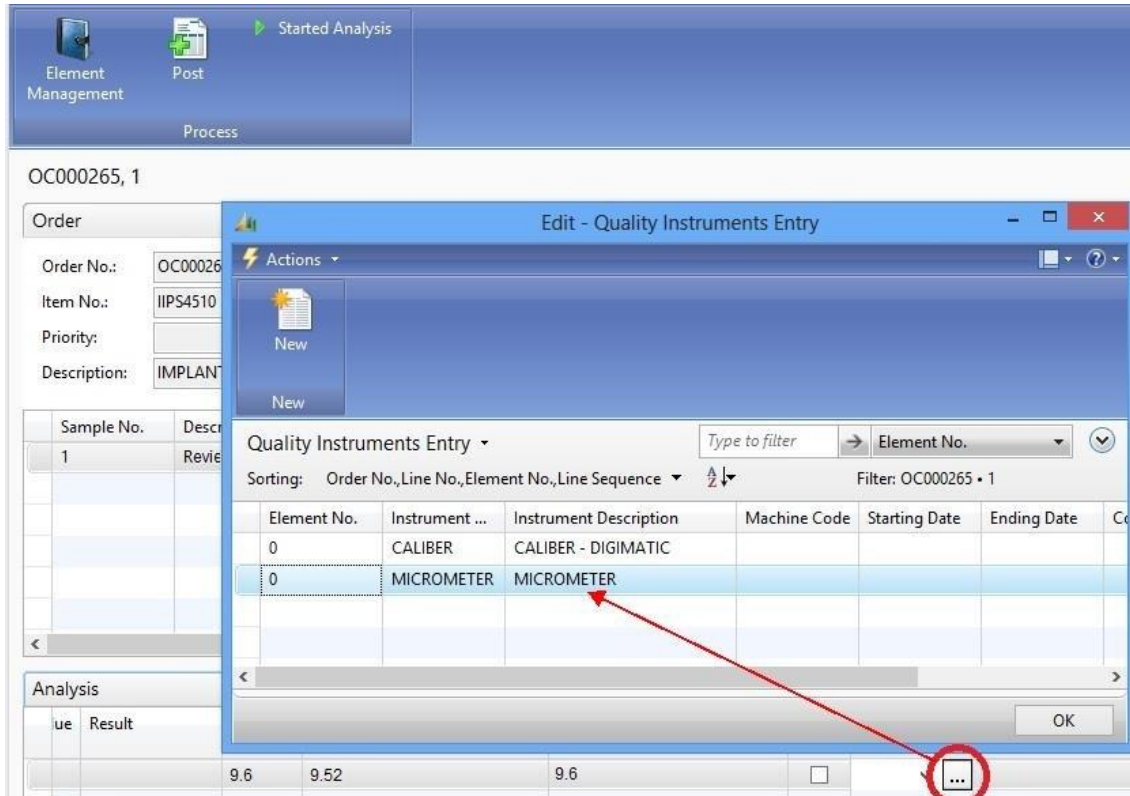 Started Analysis
Element Management
Post
Process
OC000265, 1
Order
Edit - Quality Instruments Entry
Actions
Order No.: OC00026
Item No.: IIPS4510
Priority:
Description: IMPLANT
New
New
Sample No. Descr
1 Revie
Quality Instruments Entry
Type to filter
Element No.
Sorting: Order No.,Line No.,Element No.,Line Sequence
Filter: OC000265 • 1
Element No. Instrument ... Instrument Description Machine Code Starting Date Ending Date Co
0 CALIBER CALIBER - DIGIMATIC
0 MICROMETER MICROMETER
OK
Analysis
ue Result
9.6 9.52 9.6 ...